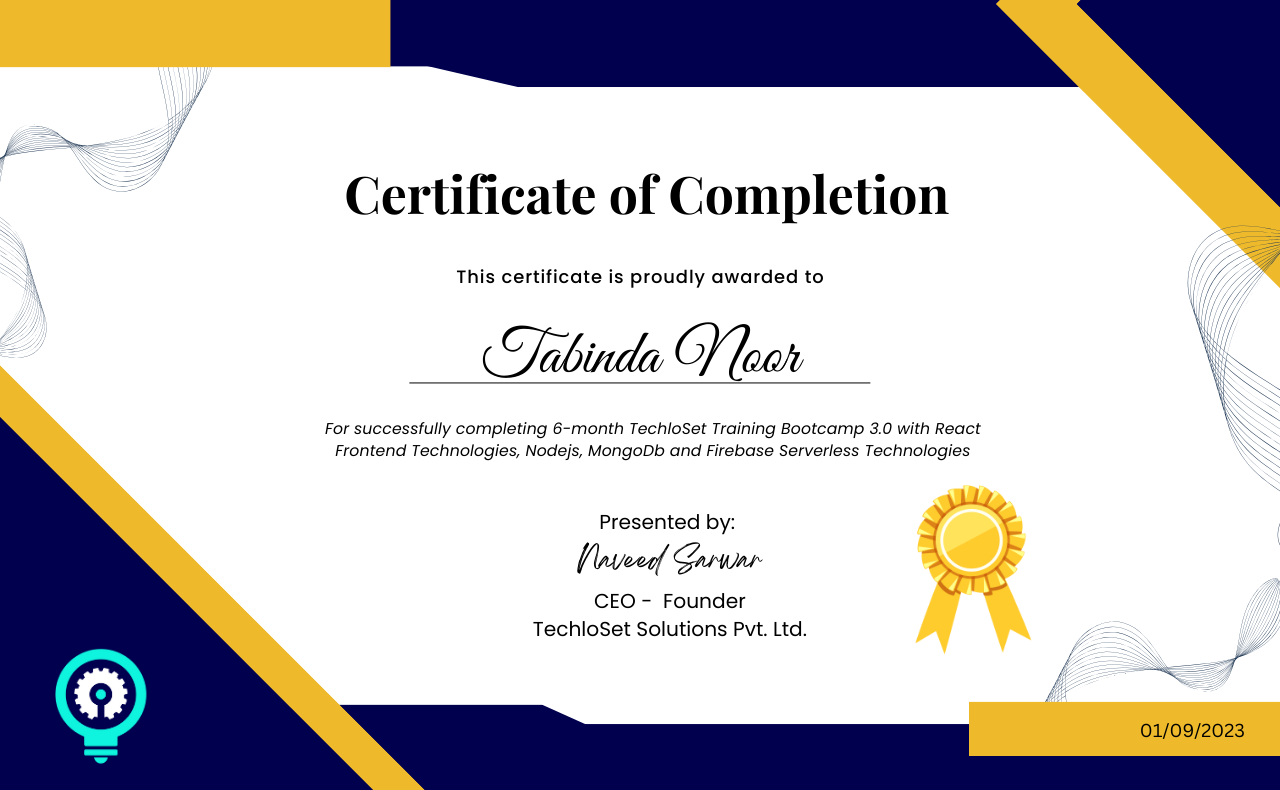 Certificate of Completion
This certificate is proudly awarded to
Tabinda Noor
For successfully completing 6-month TechloSet Training Bootcamp 3.0 with React
Frontend Technologies, Nodejs, MongoDb and Firebase Serverless Technologies
Presented by:
Naveed Sarwar
CEO - Founder
TechloSet Solutions Pvt. Ltd.
01/09/2023